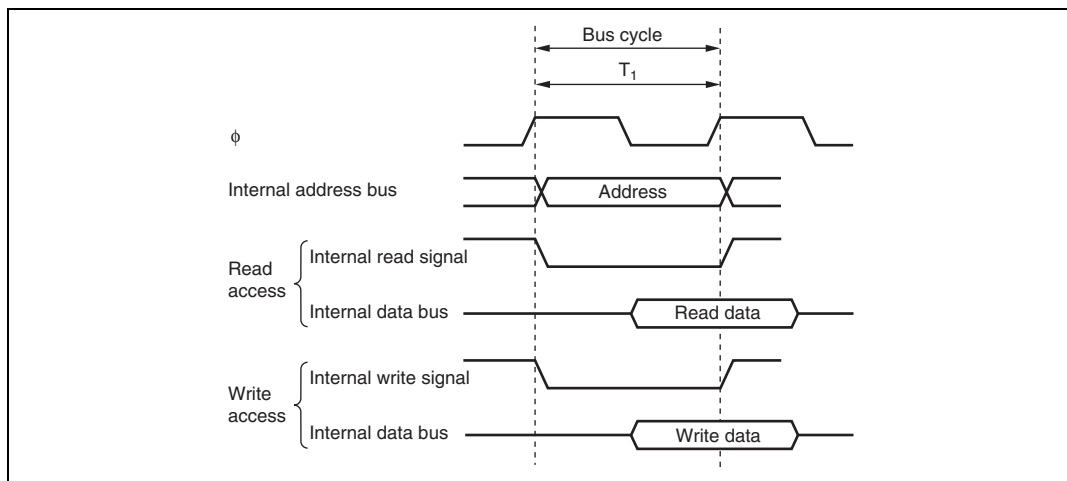 Bus cycle
T₁
ϕ
Internal address bus
Address
Read
access
Internal read signal
Internal data bus
Read data
Write
access
Internal write signal
Internal data bus
Write data